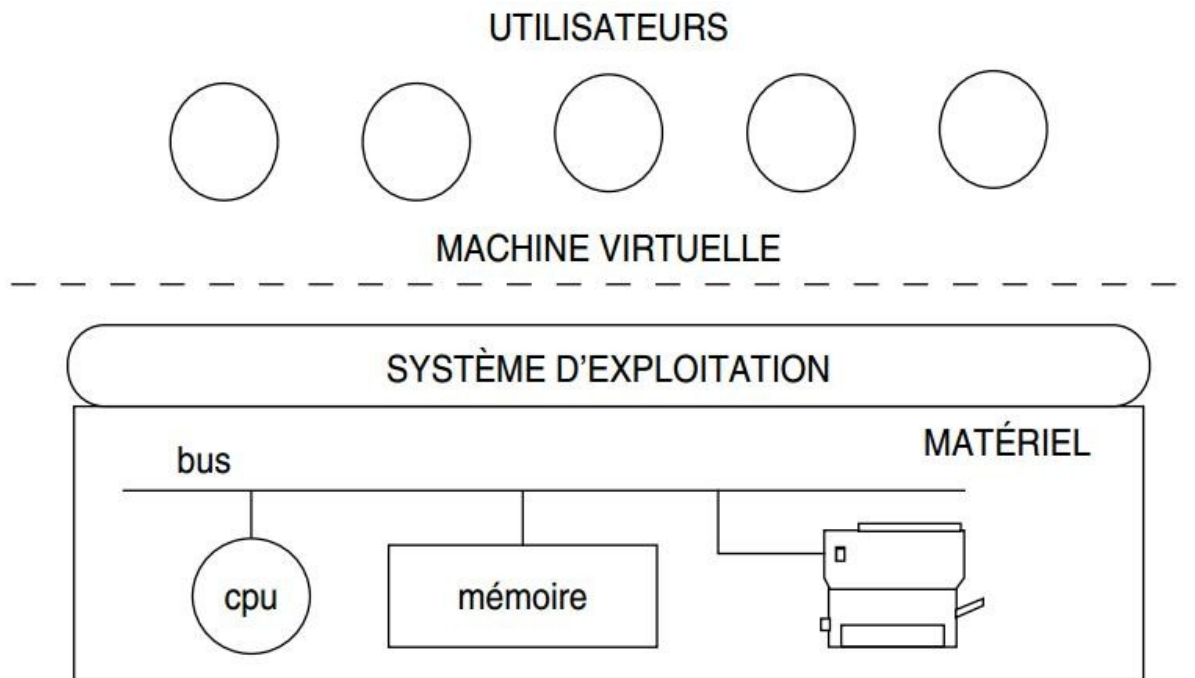 UTILISATEURS
MACHINE VIRTUELLE
SYSTÈME D'EXPLOITATION
MATÉRIEL
bus
cpu
mémoire